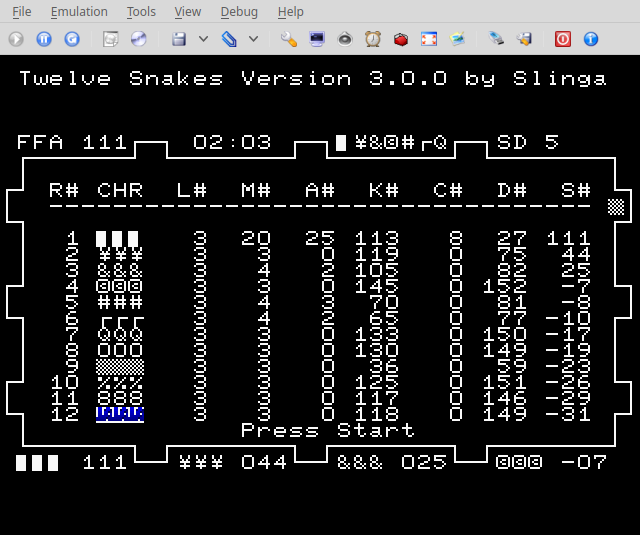 File Emulation Tools View Debug Help
Twelve Snakes Version 3.0.0 by Slinga
FFA 111 02:03 █ ¥&@#┌Q SD 5
R# CHR L# M# A# K# C# D# S#
1 ███ 3 20 25 113 8 27 111
2 ¥¥¥ 3 3 0 119 0 75 44
3 &&& 3 4 2 105 0 82 25
4 @@@ 3 3 0 145 0 152 -7
5 ### 3 4 3 70 0 81 -8
6 ┌┌┌ 3 4 2 65 0 77 -10
7 QQQ 3 3 0 133 0 150 -17
8 OOO 3 3 0 130 0 149 -19
9 ▒▒▒ 3 3 0 36 0 59 -23
10 %%% 3 3 0 125 0 151 -26
11 888 3 3 0 117 0 146 -29
12 3 3 0 118 0 149 -31
Press Start
███ 111 ¥¥¥ 044 &&& 025 @@@ -07